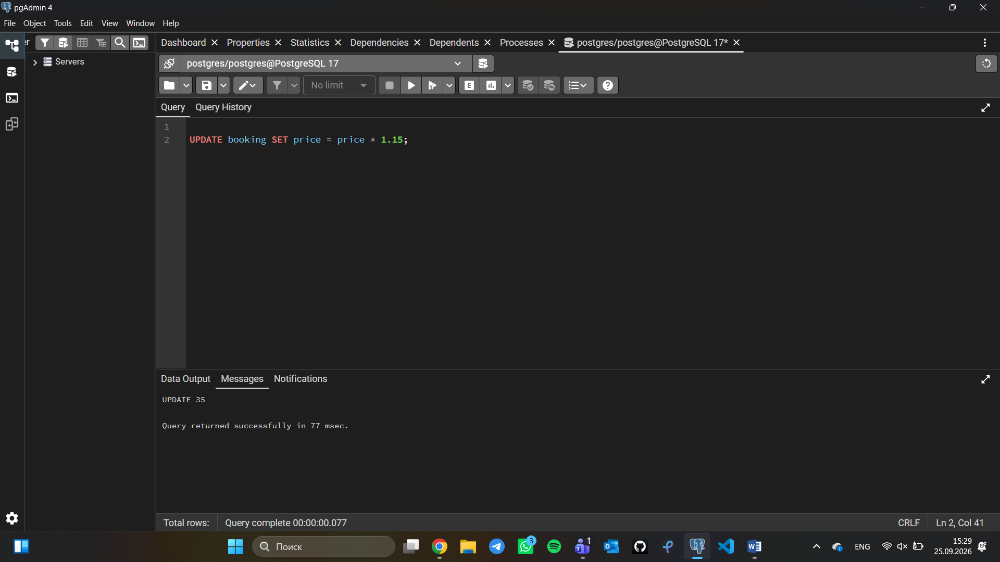 pgAdmin 4
File Object Tools Edit View Window Help
er Dashboard Properties Statistics Dependencies Dependents Processes postgres/postgres@PostgreSQL 17*
Servers
postgres/postgres@PostgreSQL 17
No limit E
Query Query History
1
2 UPDATE booking SET price = price * 1.15;
Data Output Messages Notifications
UPDATE 35
Query returned successfully in 77 msec.
Total rows: Query complete 00:00:00.077 CRLF Ln 2, Col 41
Поиск 3 1 ENG 15:29
25.09.2026